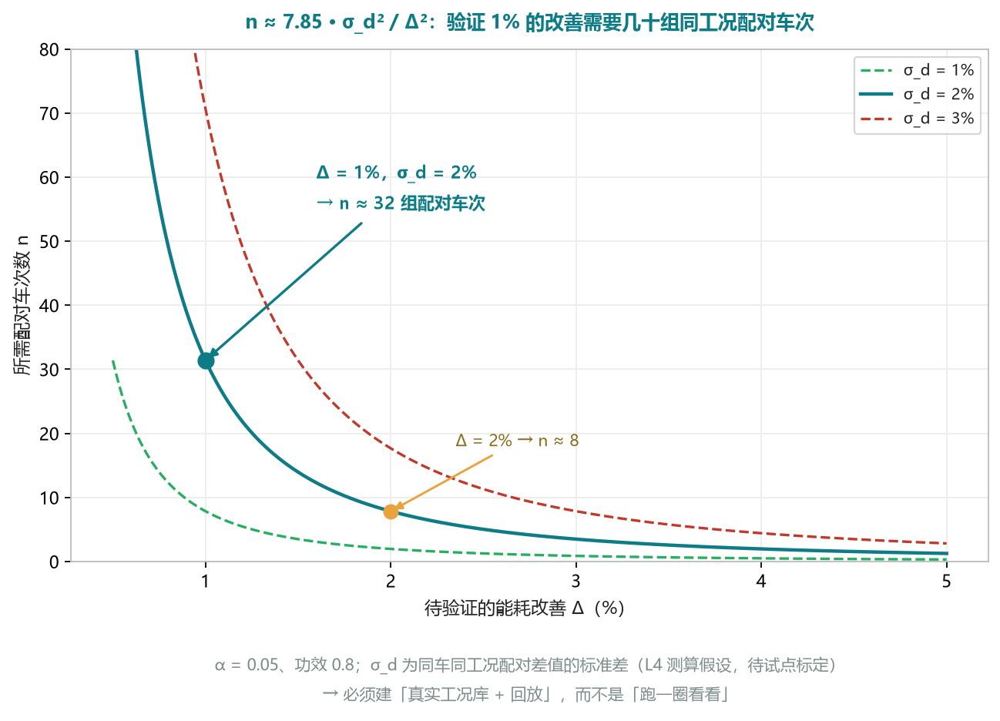 n ≈ 7.85 • σ_d² / Δ²：验证 1% 的改善需要几十组同工况配对车次
80
70
60
50
40
30
20
10
0
所需配对车次数 n
σ_d = 1%
σ_d = 2%
σ_d = 3%
Δ = 1%，σ_d = 2%
→ n ≈ 32 组配对车次
Δ = 2% → n ≈ 8
1
2
3
4
5
待验证的能耗改善 Δ（%）
α = 0.05、功效 0.8；σ_d 为同车同工况配对差值的标准差（L4 测算假设，待试点标定）
→ 必须建「真实工况库 + 回放」，而不是「跑一圈看看」